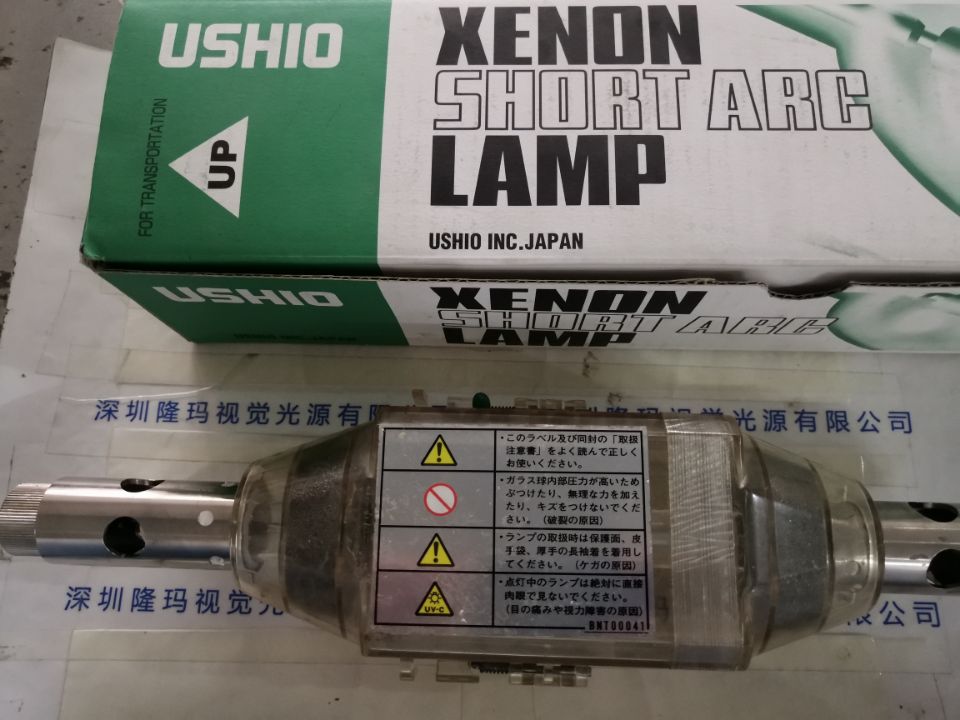 USHIO
FOR TRANSPORTATION
UP
XENON
SHORT ARC
LAMP
USHIO INC.JAPAN
USHIO
USHIO INC.JAPAN
XENON
SHORT ARC
LAMP
深圳隆玛视觉光源有限
隆玛视觉光源有限公司
・このラベル及び同封の「取扱
注意書」をよく読んで正しく
お使いください。
・ガラス球内部圧力が高いため
ぶつけたり、無理な力を加え
たり、キズをつけないでくだ
さい。（破裂の原因）
・ランプの取扱時は保護面、皮
手袋、厚手の長袖着を着用し
てください。（ケガの原因）
UV-C
・点灯中のランプは絶対に直接
肉眼で見ないでください。
（目の痛みや視力障害の原因）
BNT00041
深圳隆玛视觉光
有限公司